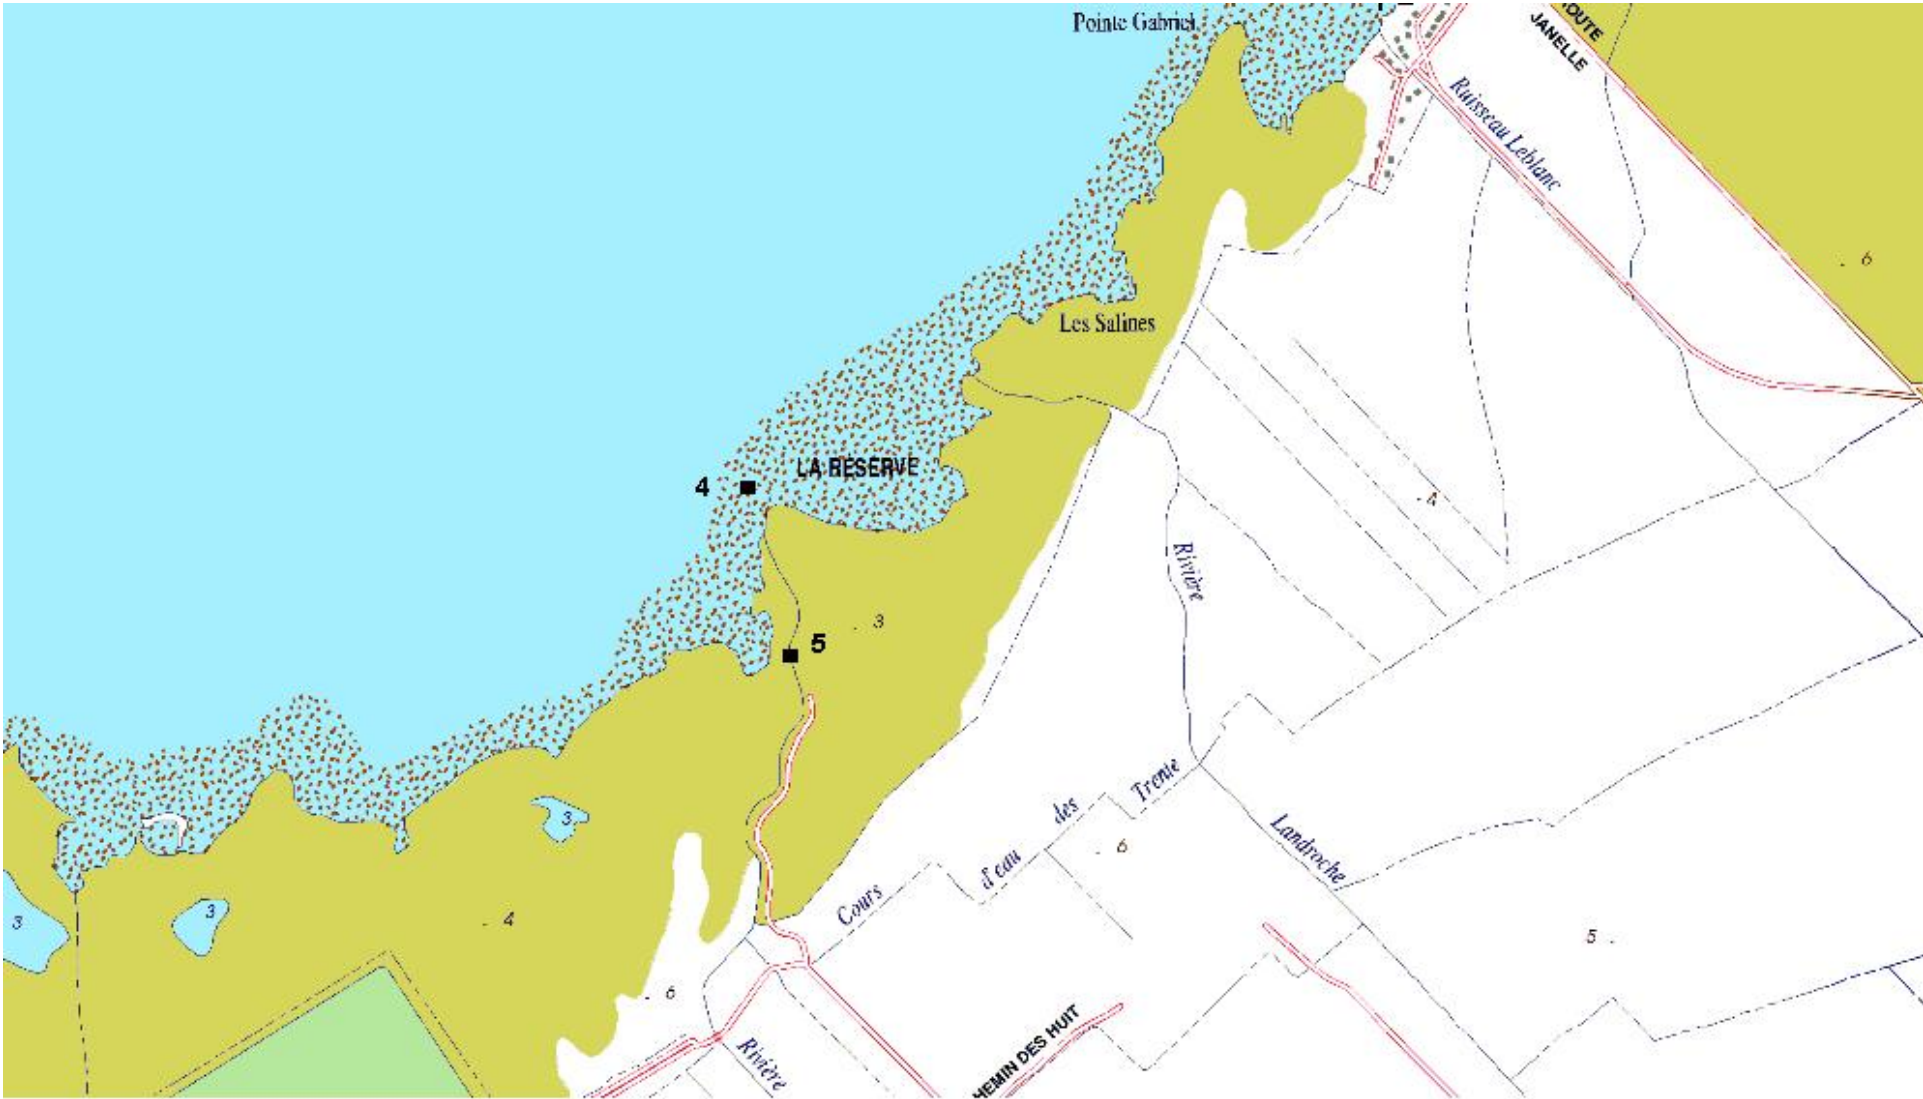 Pointe Gabriel
ROUTE
JANELLE
Ruisseau Leblanc
6
Les Salines
LA RESERVE
4
4
Rivière
3
5
Trente
des
d'eau
Cours
6
Landroche
3
3
3
4
5
6
Rivière
HEMIN DES HUIT